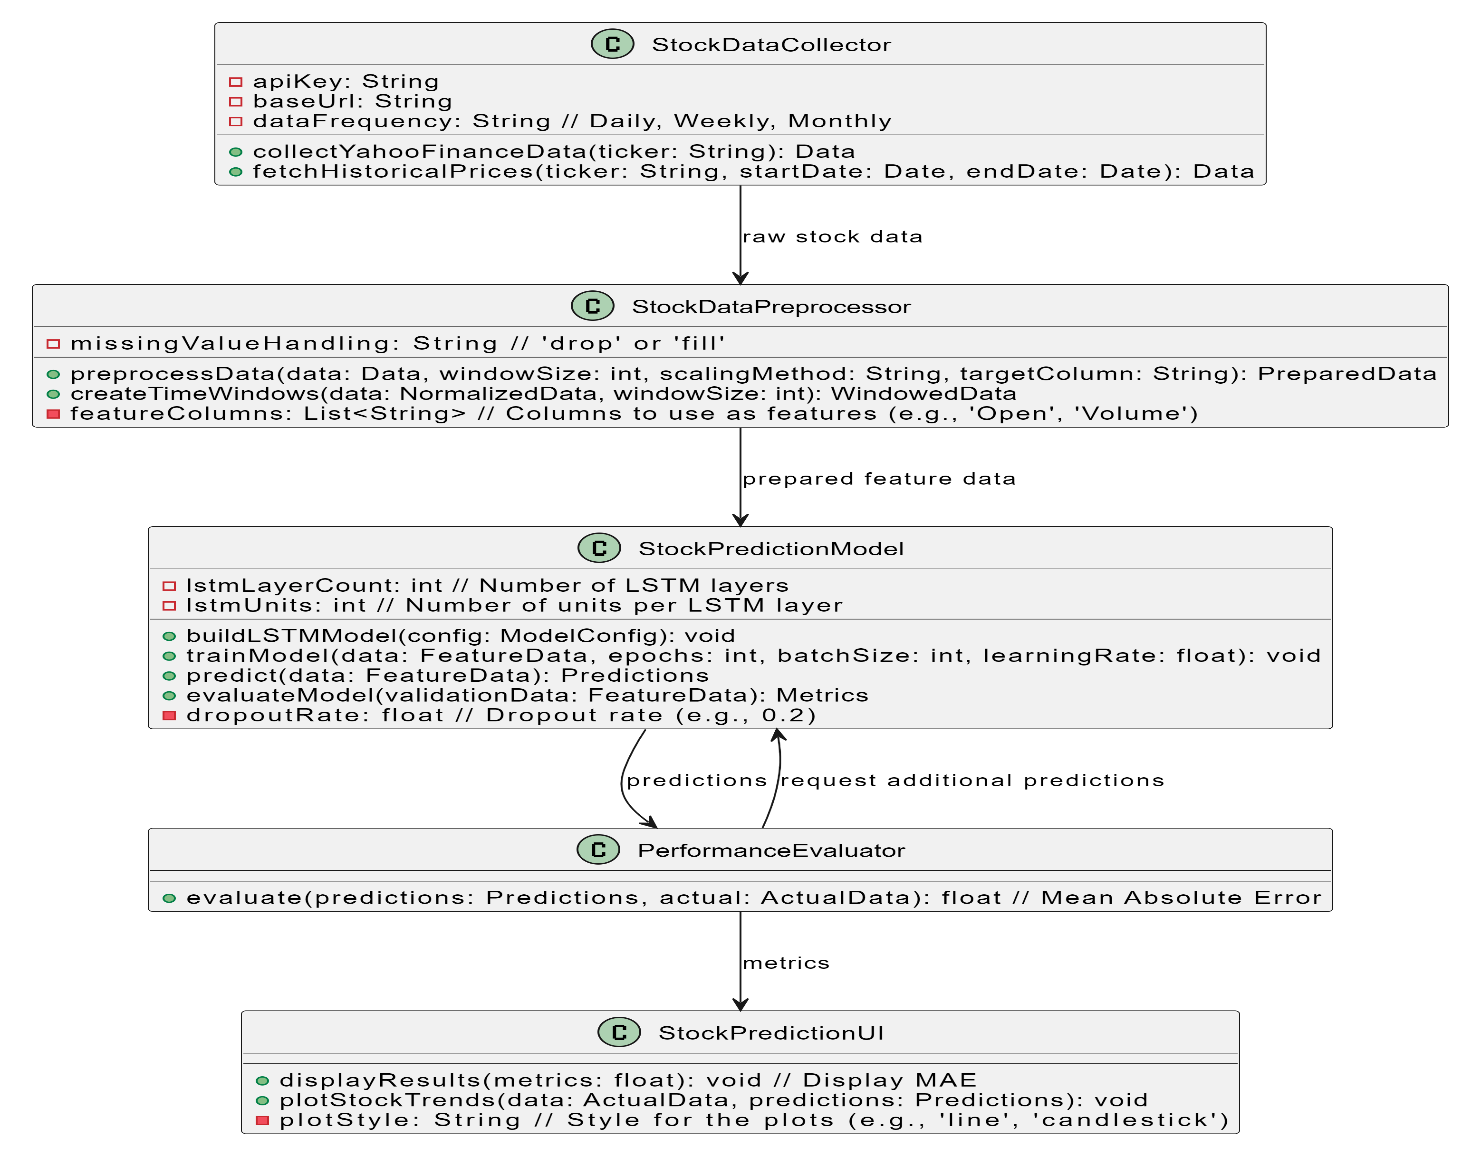 C StockDataCollector
apiKey: String
baseUrl: String
dataFrequency: String // Daily, Weekly, Monthly
collectYahooFinanceData(ticker: String): Data
fetchHistoricalPrices(ticker: String, startDate: Date, endDate: Date): Data
raw stock data
C StockDataPreprocessor
missingValueHandling: String // 'drop' or 'fill'
preprocessData(data: Data, windowSize: int, scalingMethod: String, targetColumn: String): PreparedData
createTimeWindows(data: NormalizedData, windowSize: int): WindowedData
featureColumns: List<String> // Columns to use as features (e.g., 'Open', 'Volume')
prepared feature data
C StockPredictionModel
lstmLayerCount: int // Number of LSTM layers
lstmUnits: int // Number of units per LSTM layer
buildLSTMModel(config: ModelConfig): void
trainModel(data: FeatureData, epochs: int, batchSize: int, learningRate: float): void
predict(data: FeatureData): Predictions
evaluateModel(validationData: FeatureData): Metrics
dropoutRate: float // Dropout rate (e.g., 0.2)
predictions
request additional predictions
C PerformanceEvaluator
evaluate(predictions: Predictions, actual: ActualData): float // Mean Absolute Error
metrics
C StockPredictionUI
displayResults(metrics: float): void // Display MAE
plotStockTrends(data: ActualData, predictions: Predictions): void
plotStyle: String // Style for the plots (e.g., 'line', 'candlestick')